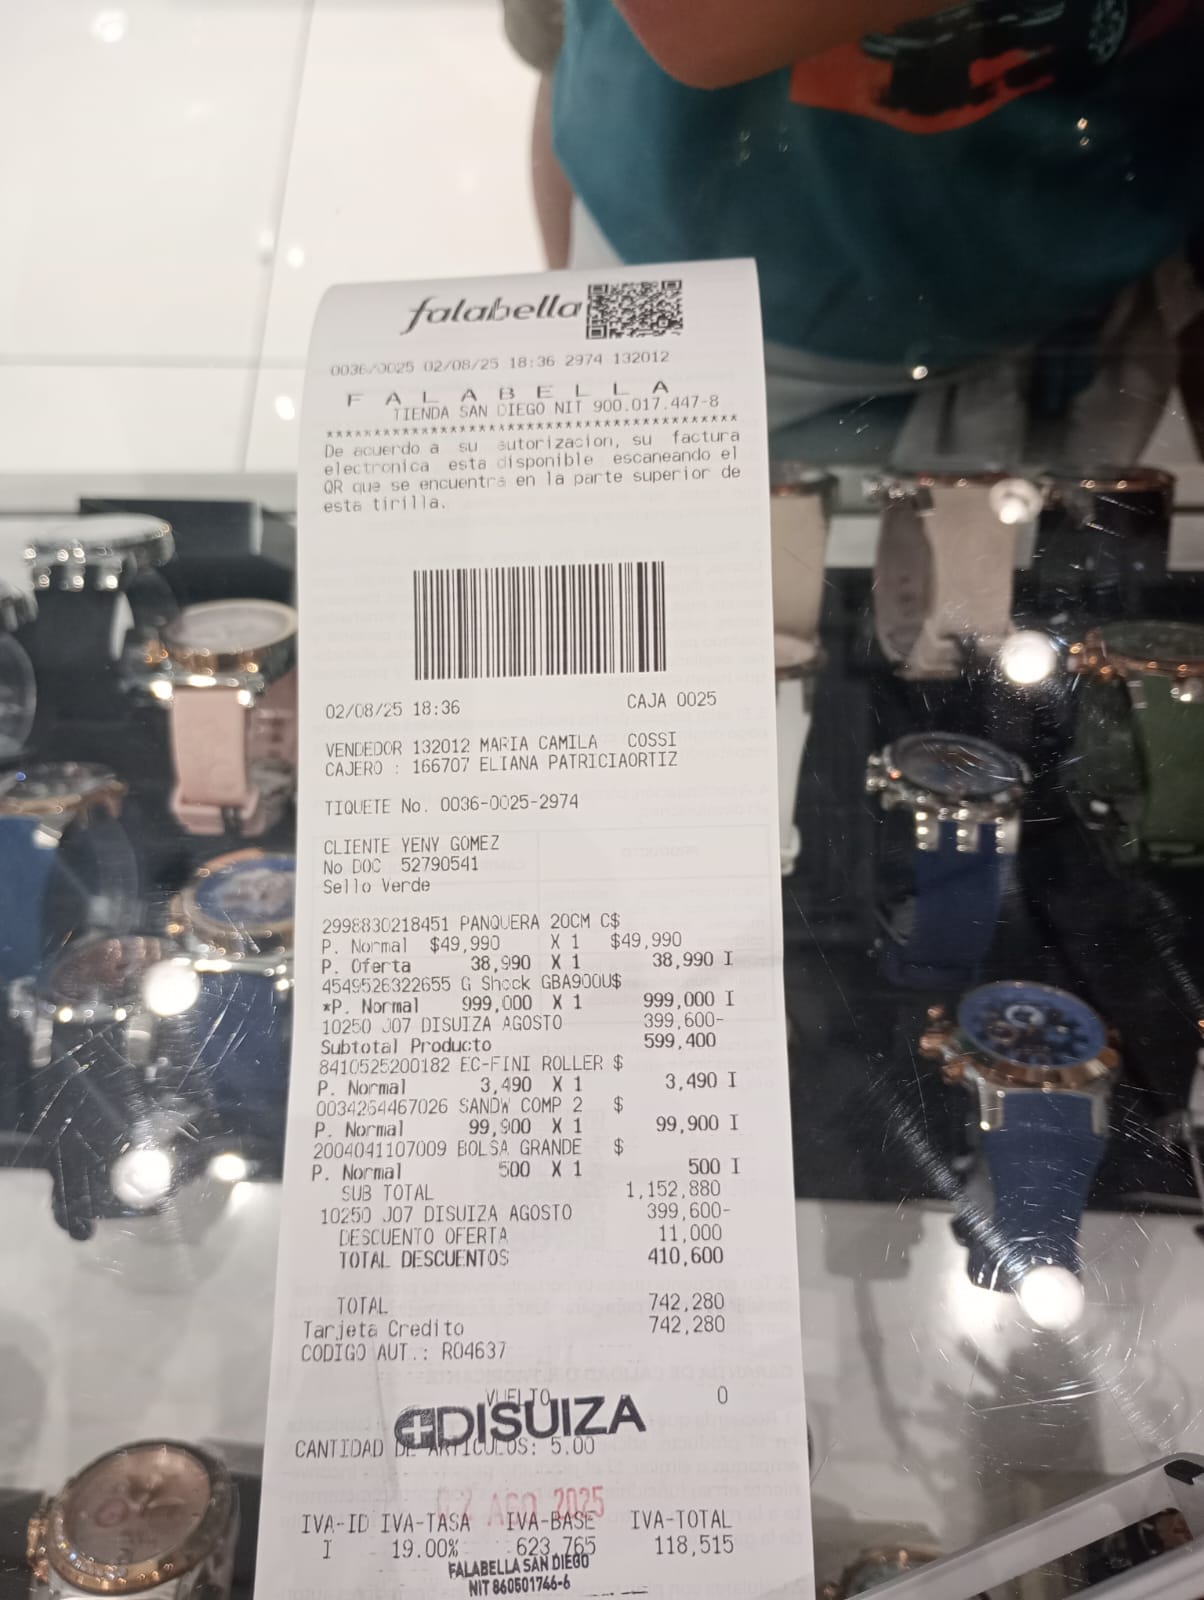 falabella
0036/0025 02/08/25 18:36 2974 132012
F A L A B E L L A
TIENDA SAN DIEGO NIT 900.017.447-8
****************************************
De acuerdo a su autorizacion, su factura
electronica esta disponible escaneando el
QR que se encuentra en la parte superior de
esta tirilla.
02/08/25 18:36 CAJA 0025
VENDEDOR 132012 MARIA CAMILA COSSI
CAJERO : 166707 ELIANA PATRICIAORTIZ
TIQUETE No. 0036-0025-2974
CLIENTE YENY GOMEZ
No DOC 52790541
Sello Verde
2998830218451 PANQUERA 20CM C$
P. Normal $49,990 X 1 $49,990
P. Oferta 38,990 X 1 38,990 I
4549526322655 G Shock GBA900U$
*P. Normal 999,000 X 1 999,000 I
10250 J07 DISUIZA AGOSTO 399,600-
Subtotal Producto 599,400
8410525200182 EC-FINI ROLLER $
P. Normal 3,490 X 1 3,490 I
0034264467026 SANDW COMP 2 $
P. Normal 99,900 X 1 99,900 I
2004041107009 BOLSA GRANDE $
P. Normal 500 X 1 500 I
SUB TOTAL 1,152,880
10250 J07 DISUIZA AGOSTO 399,600-
DESCUENTO OFERTA 11,000
TOTAL DESCUENTOS 410,600
TOTAL 742,280
Tarjeta Credito 742,280
CODIGO AUT.: R04637
VUELTO 0
DISUIZA
CANTIDAD DE ARTICULOS: 5.00
02 AGO 2025
IVA-ID IVA-TASA IVA-BASE IVA-TOTAL
I 19.00% 623,765 118,515
FALABELLA SAN DIEGO
NIT 860501746-6